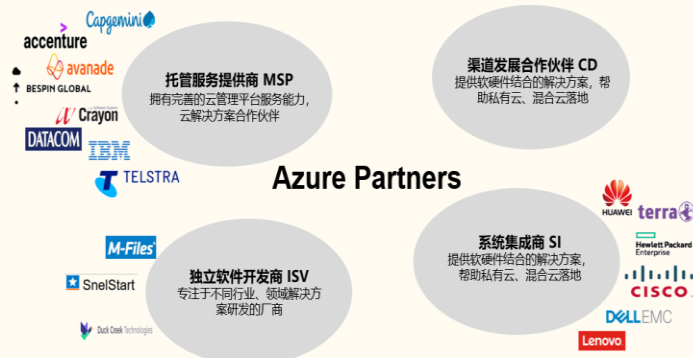 Capgemini
accenture
avanade
BESPIN GLOBAL
Crayon
DATACOM
IBM
TELSTRA
托管服务提供商 MSP
拥有完善的云管理平台服务能力，
云解决方案合作伙伴
渠道发展合作伙伴 CD
提供软硬件结合的解决方案，帮
助私有云、混合云落地
Azure Partners
M-Files
SnelStart
Duck Creek Technologies
独立软件开发商 ISV
专注于不同行业、领域解决方
案研发的厂商
系统集成商 SI
提供软硬件结合的解决方案，
帮助私有云、混合云落地
HUAWEI
terra
Hewlett Packard
Enterprise
CISCO
DELLEMC
Lenovo